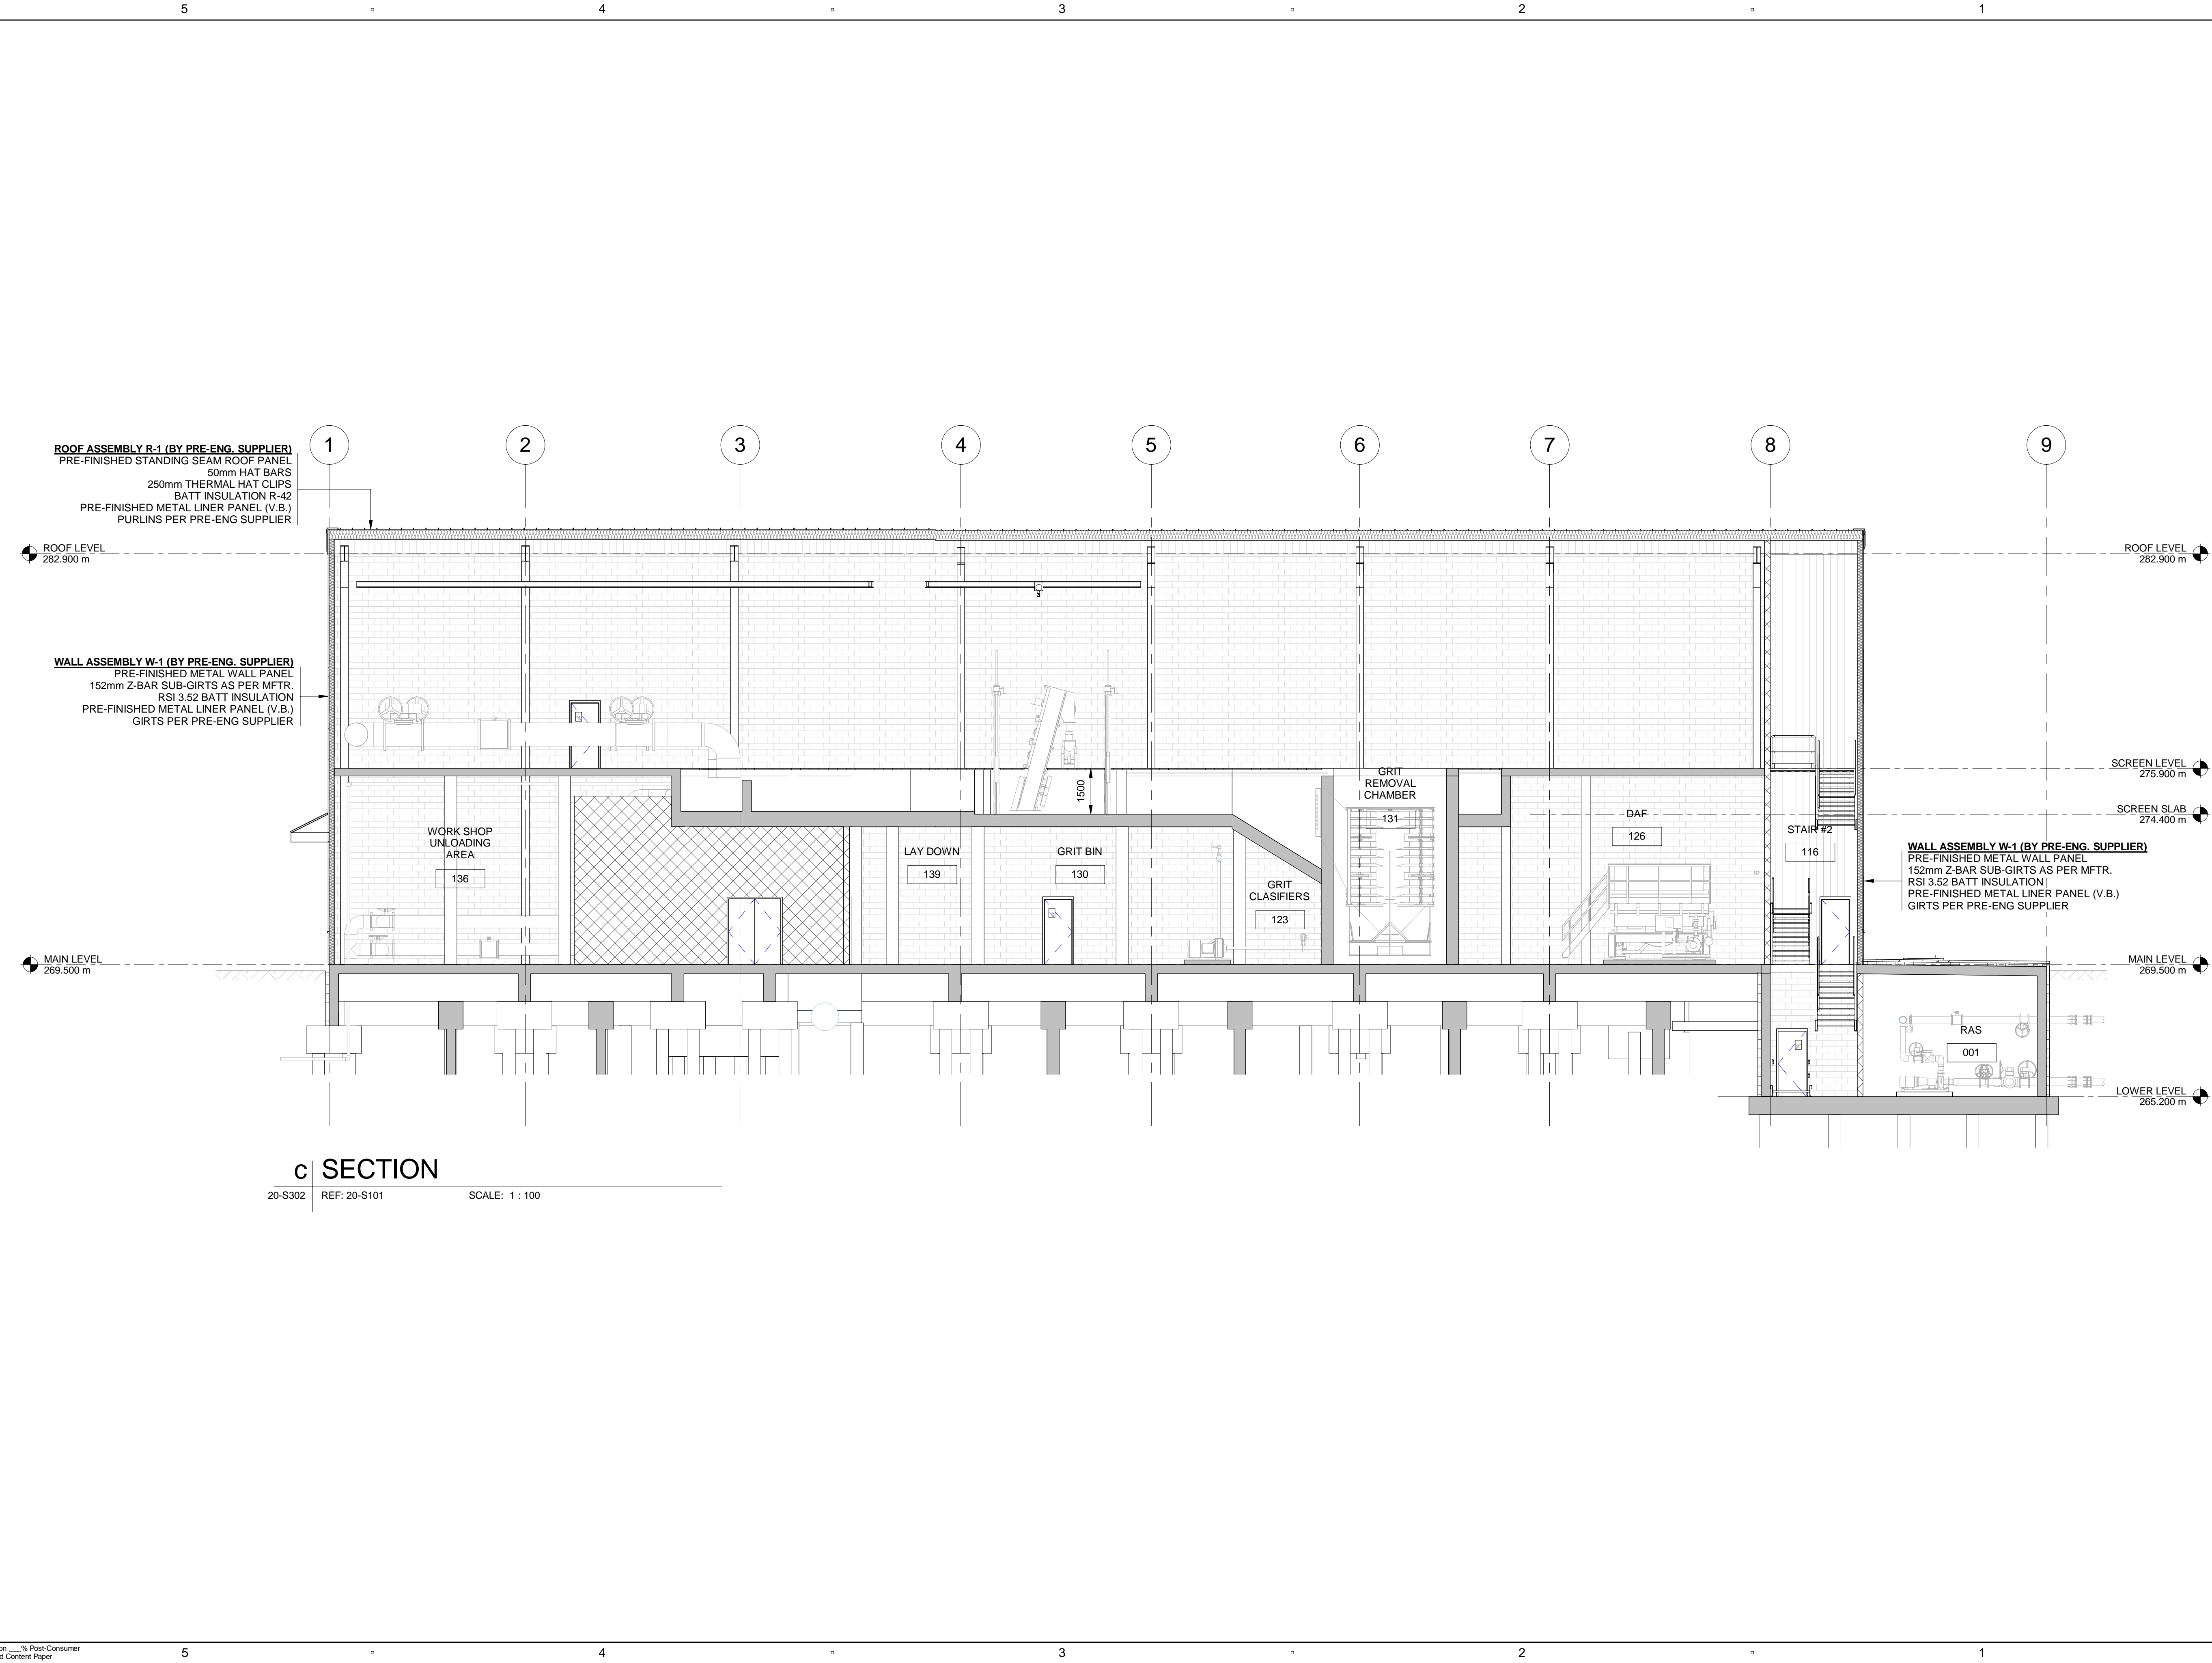 5
4
3
2
1
1
2
3
4
5
6
7
8
9
ROOF ASSEMBLY R-1 (BY PRE-ENG. SUPPLIER)
PRE-FINISHED STANDING SEAM ROOF PANEL
50mm HAT BARS
250mm THERMAL HAT CLIPS
BATT INSULATION R-42
PRE-FINISHED METAL LINER PANEL (V.B.)
PURLINS PER PRE-ENG SUPPLIER
ROOF LEVEL
282.900 m
ROOF LEVEL
282.900 m
WALL ASSEMBLY W-1 (BY PRE-ENG. SUPPLIER)
PRE-FINISHED METAL WALL PANEL
152mm Z-BAR SUB-GIRTS AS PER MFTR.
RSI 3.52 BATT INSULATION
PRE-FINISHED METAL LINER PANEL (V.B.)
GIRTS PER PRE-ENG SUPPLIER
SCREEN LEVEL
275.900 m
SCREEN SLAB
274.400 m
1500
GRIT
REMOVAL
CHAMBER
131
WORK SHOP
UNLOADING
AREA
136
LAY DOWN
139
GRIT BIN
130
GRIT
CLASIFIERS
123
DAF
126
STAIR #2
116
WALL ASSEMBLY W-1 (BY PRE-ENG. SUPPLIER)
PRE-FINISHED METAL WALL PANEL
152mm Z-BAR SUB-GIRTS AS PER MFTR.
RSI 3.52 BATT INSULATION
PRE-FINISHED METAL LINER PANEL (V.B.)
GIRTS PER PRE-ENG SUPPLIER
MAIN LEVEL
269.500 m
MAIN LEVEL
269.500 m
RAS
001
LOWER LEVEL
265.200 m
c SECTION
20-S302 REF: 20-S101 SCALE: 1 : 100
on ___% Post-Consumer
d Content Paper
5
4
3
2
1